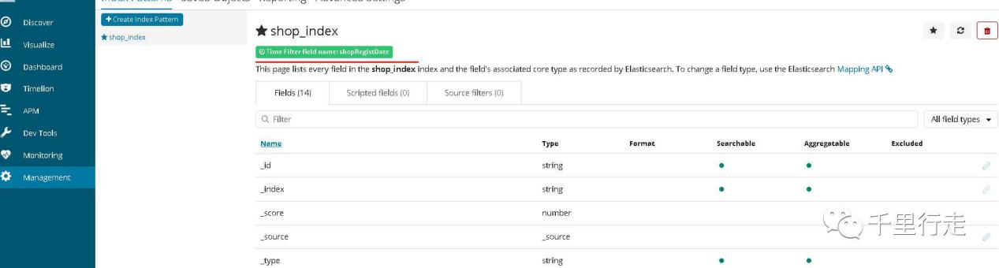 Index Patterns Saved Objects Reporting Advanced Settings
Discover
Visualize
Dashboard
Timelion
APM
Dev Tools
Monitoring
Management
+ Create Index Pattern
★ shop_index
★ shop_index
Time Filter field name: shopRegistDate
This page lists every field in the shop_index index and the field's associated core type as recorded by Elasticsearch. To change a field type, use the Elasticsearch Mapping API
Fields (14) Scripted fields (0) Source filters (0)
Filter All field types
Name Type Format Searchable Aggregatable Excluded
_id string
_index string
_score number
_source _source
_type string
千里行走